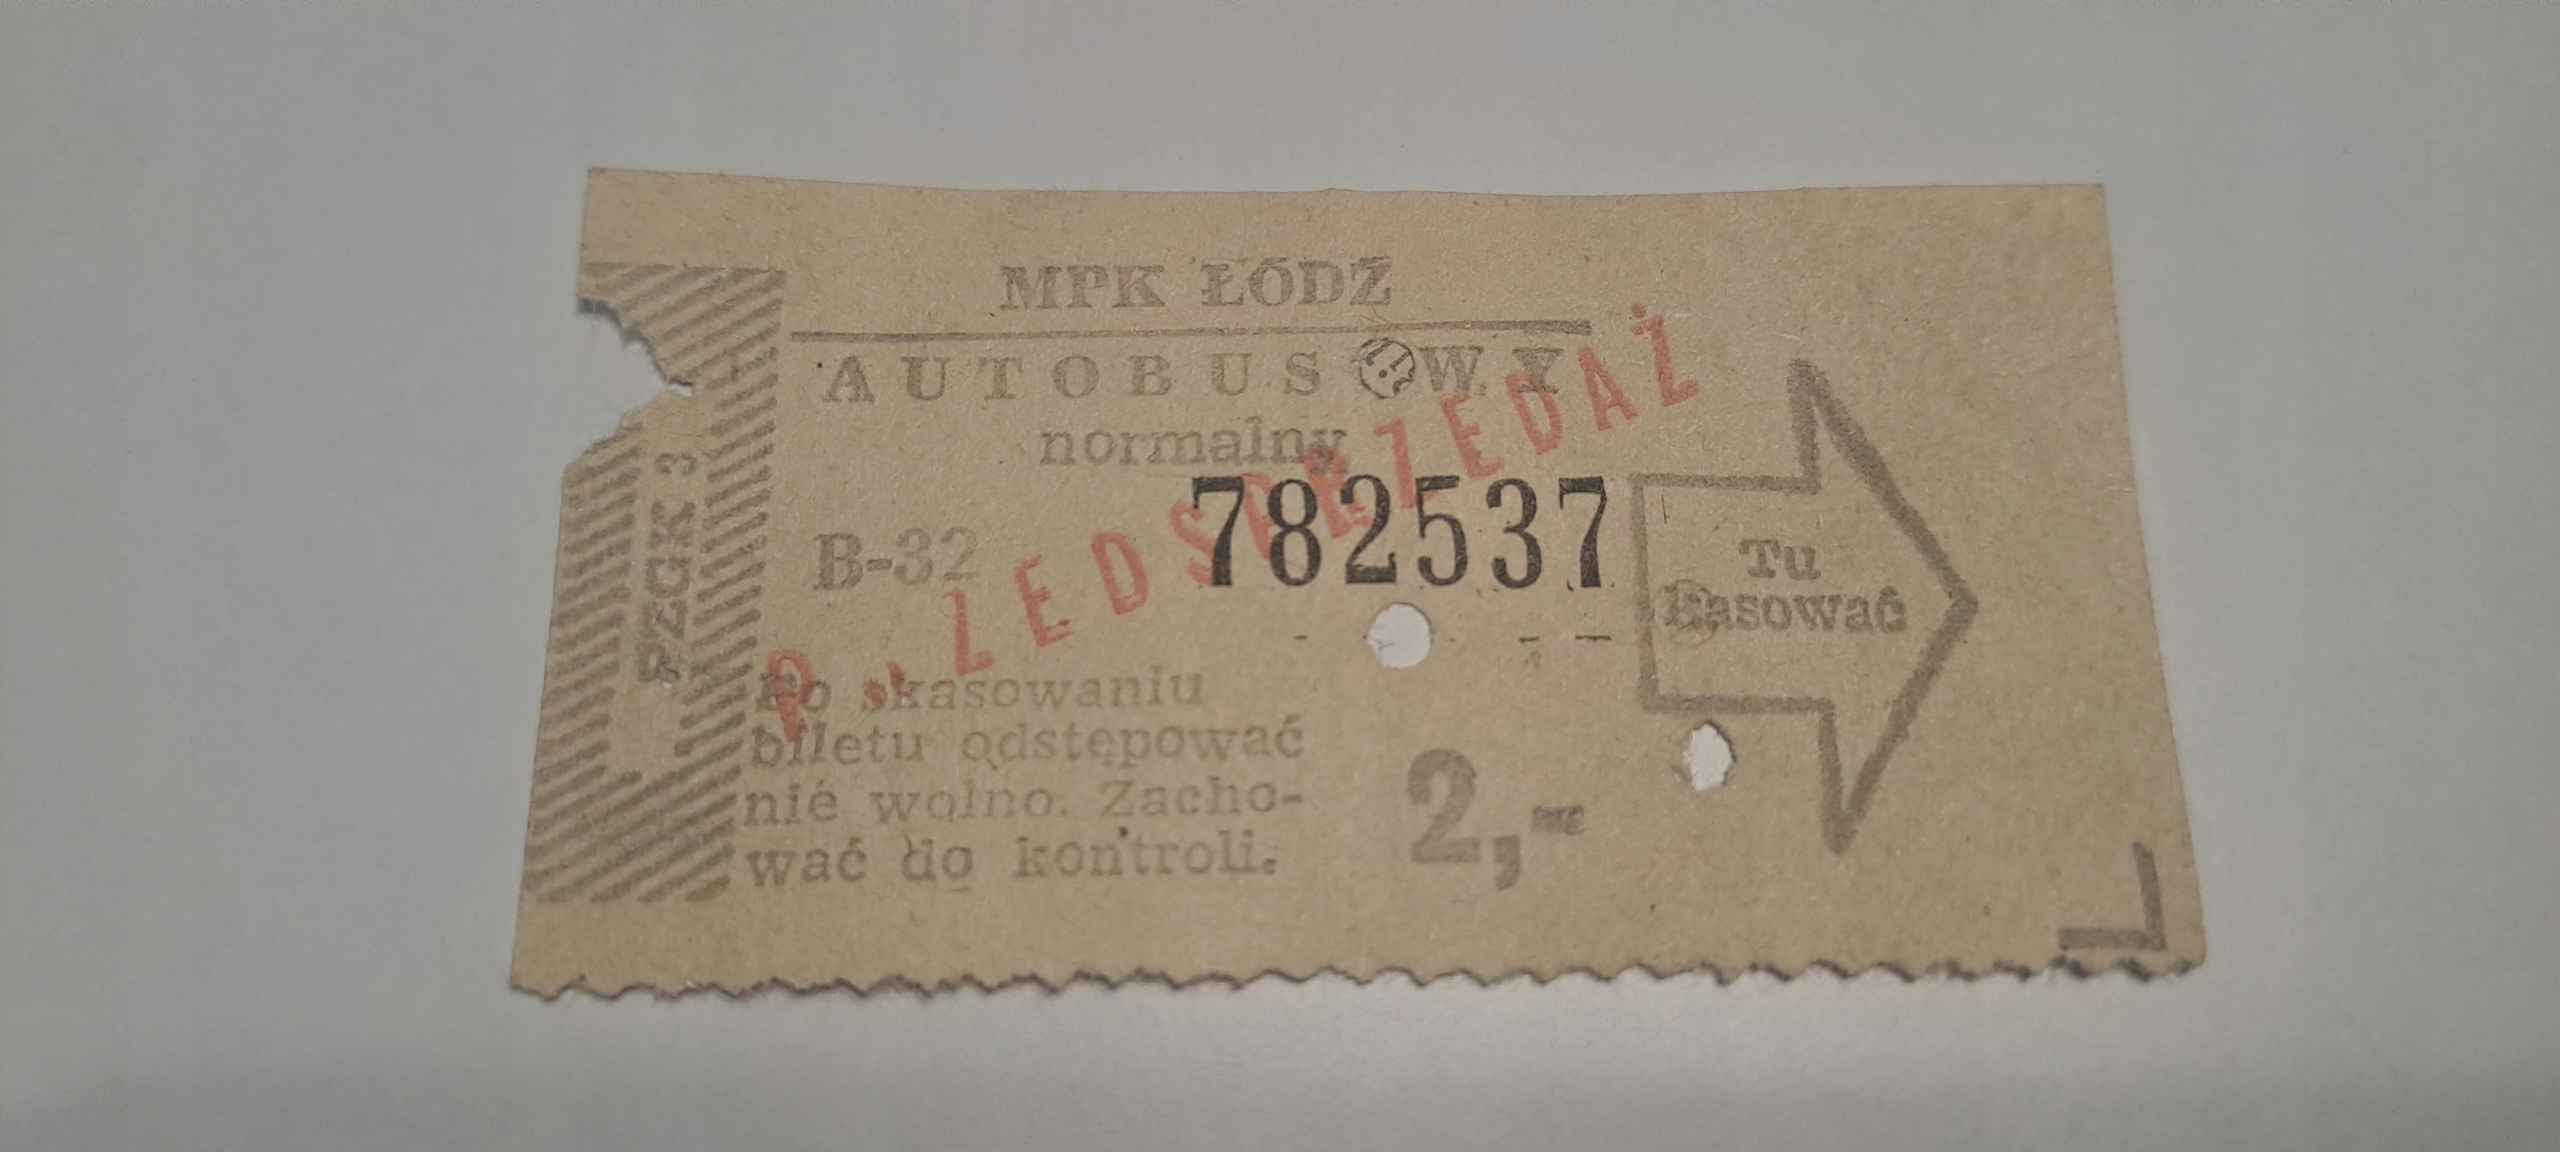 MPK ŁÓDŹ
AUTOBUSOWY
normalny
B-32
782537
PRZEDSPRZEDAŻ
PZGK 3
Tu
kasować
Po skasowaniu
biletu odstępować
nie wolno. Zacho-
wać do kontroli.
2,-